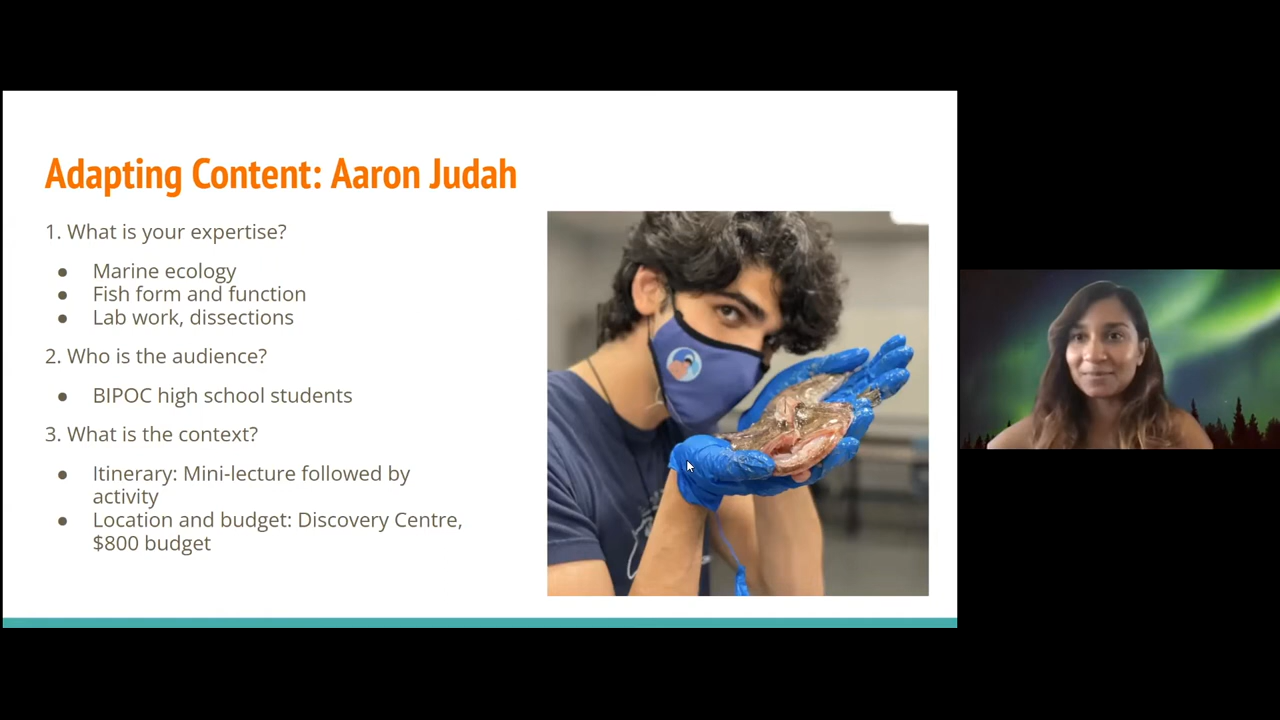 Adapting Content: Aaron Judah
1. What is your expertise?
● Marine ecology
● Fish form and function
● Lab work, dissections
2. Who is the audience?
● BIPOC high school students
3. What is the context?
● Itinerary: Mini-lecture followed by
activity
● Location and budget: Discovery Centre,
$800 budget